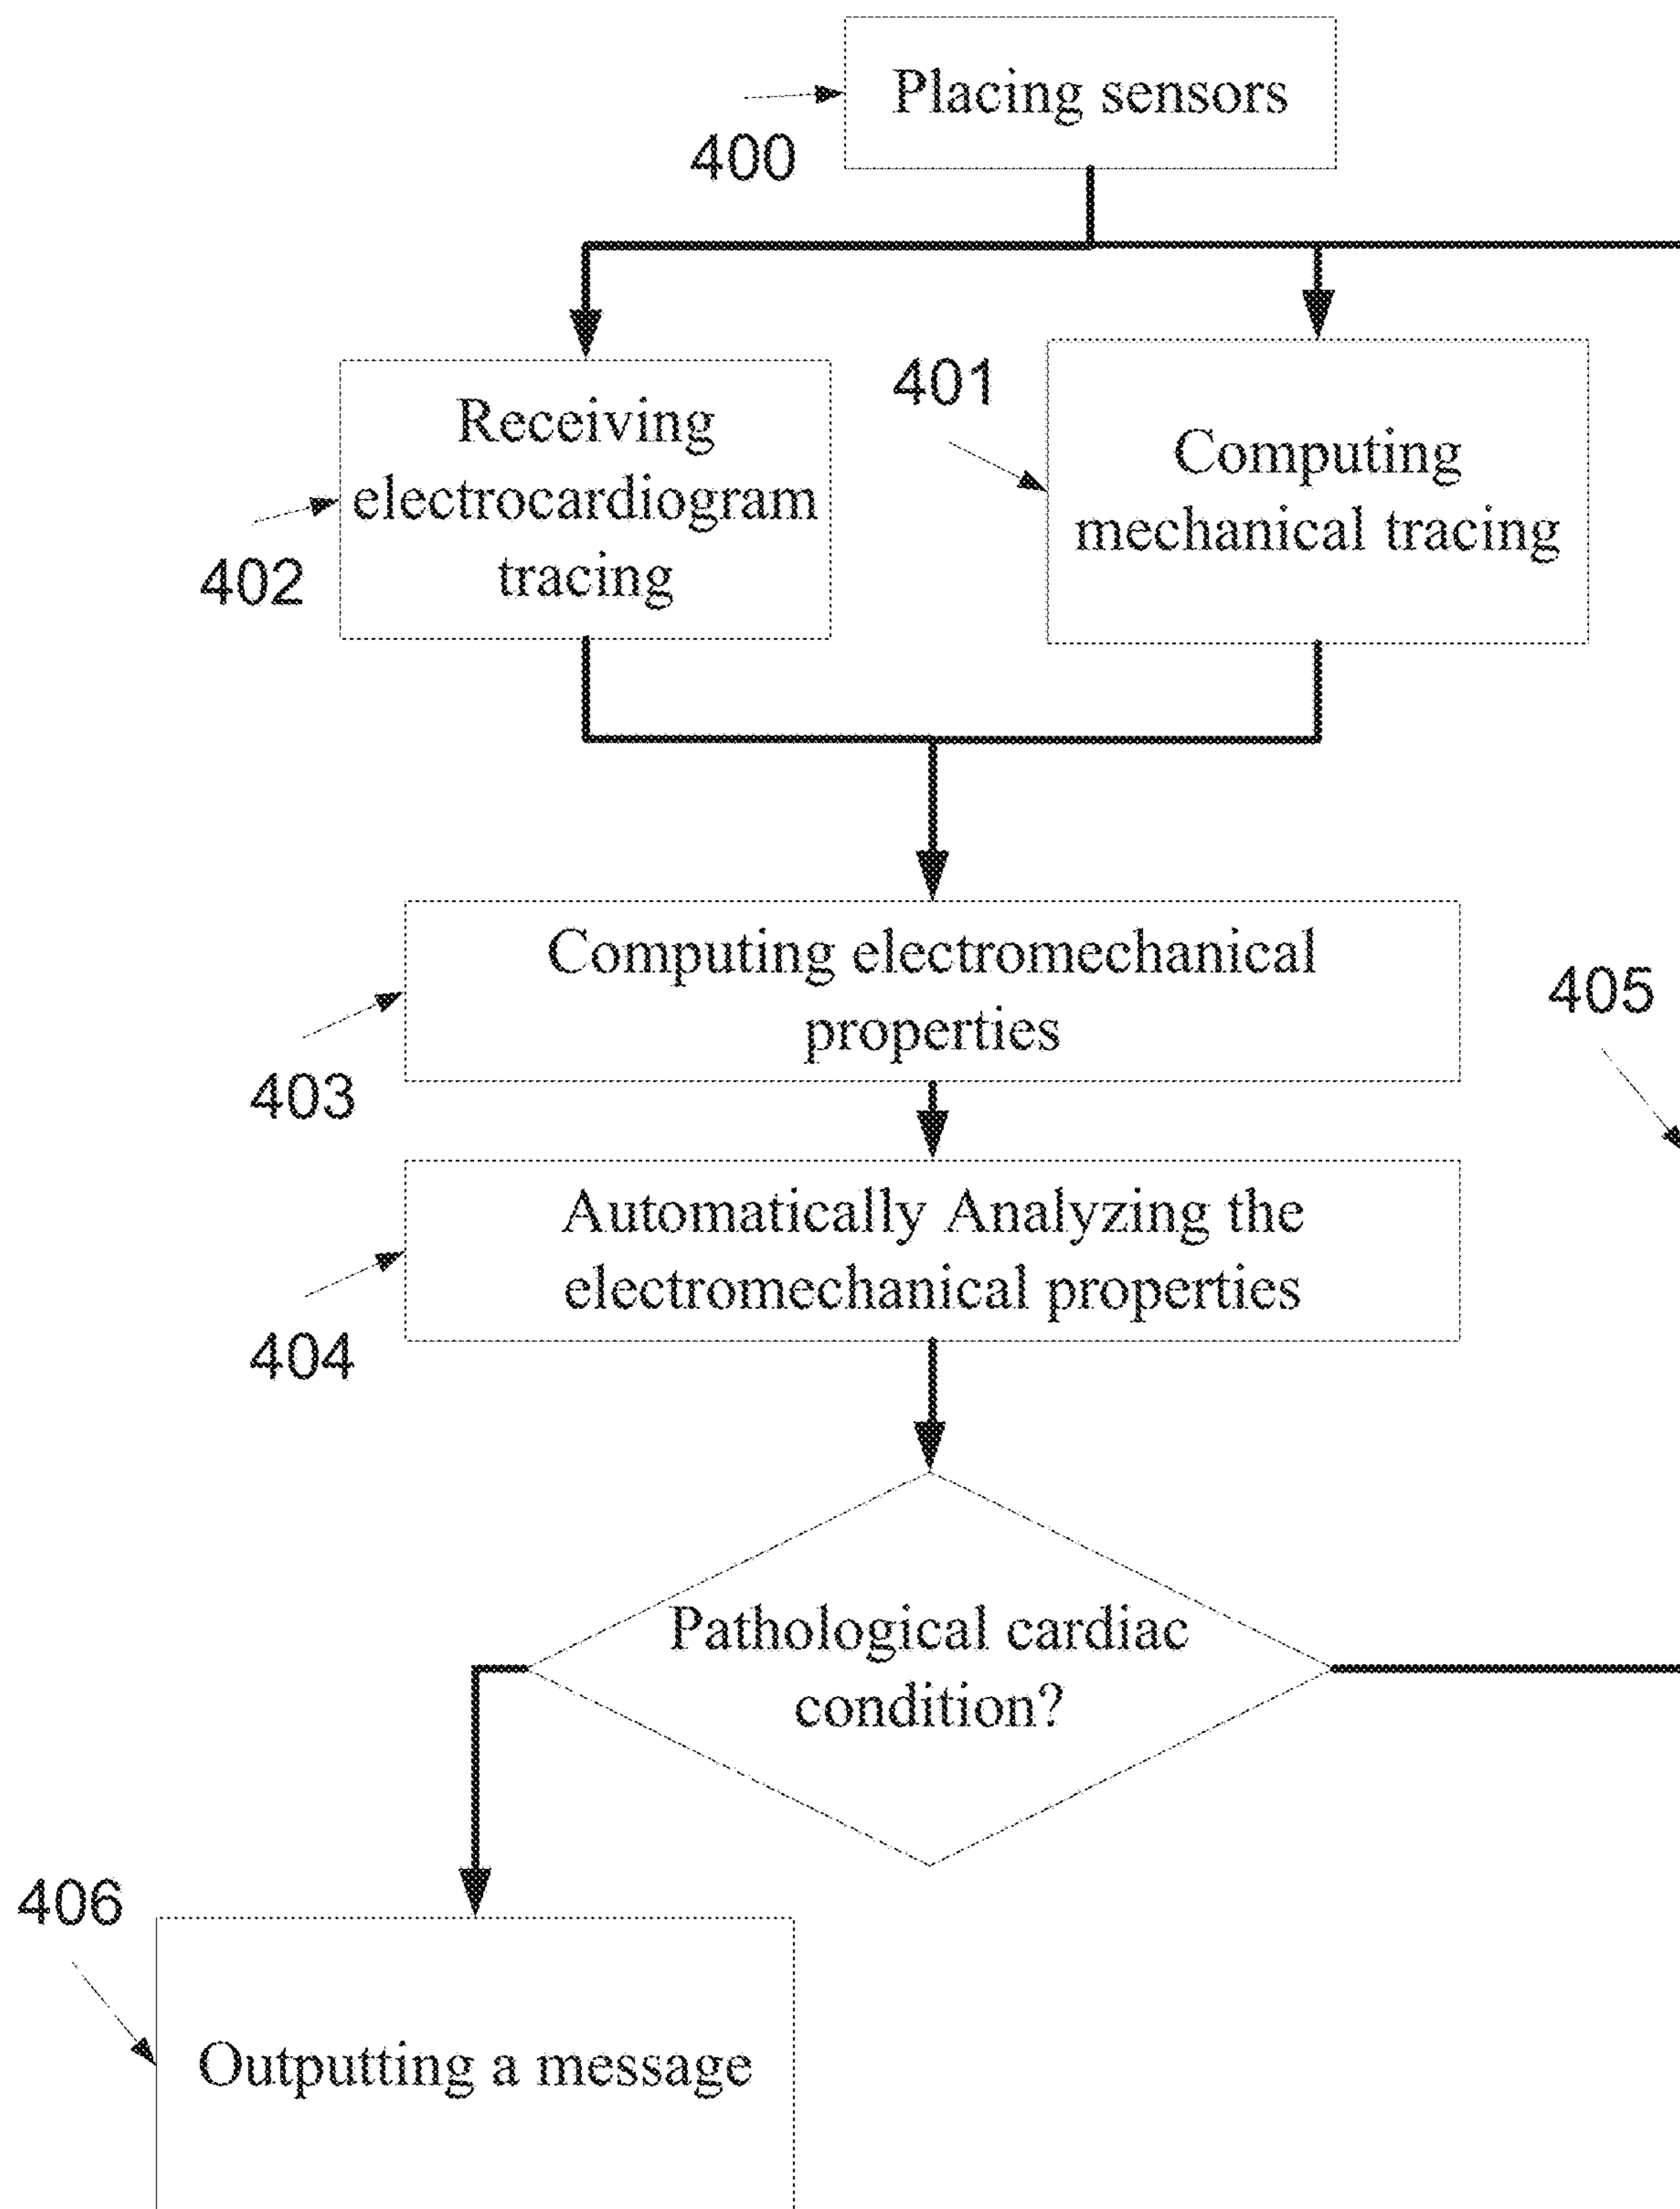 Placing sensors
400
Receiving
electrocardiogram
tracing
402
401
Computing
mechanical tracing
Computing electromechanical
properties
403
405
Automatically Analyzing the
electromechanical properties
404
Pathological cardiac
condition?
406
Outputting a message